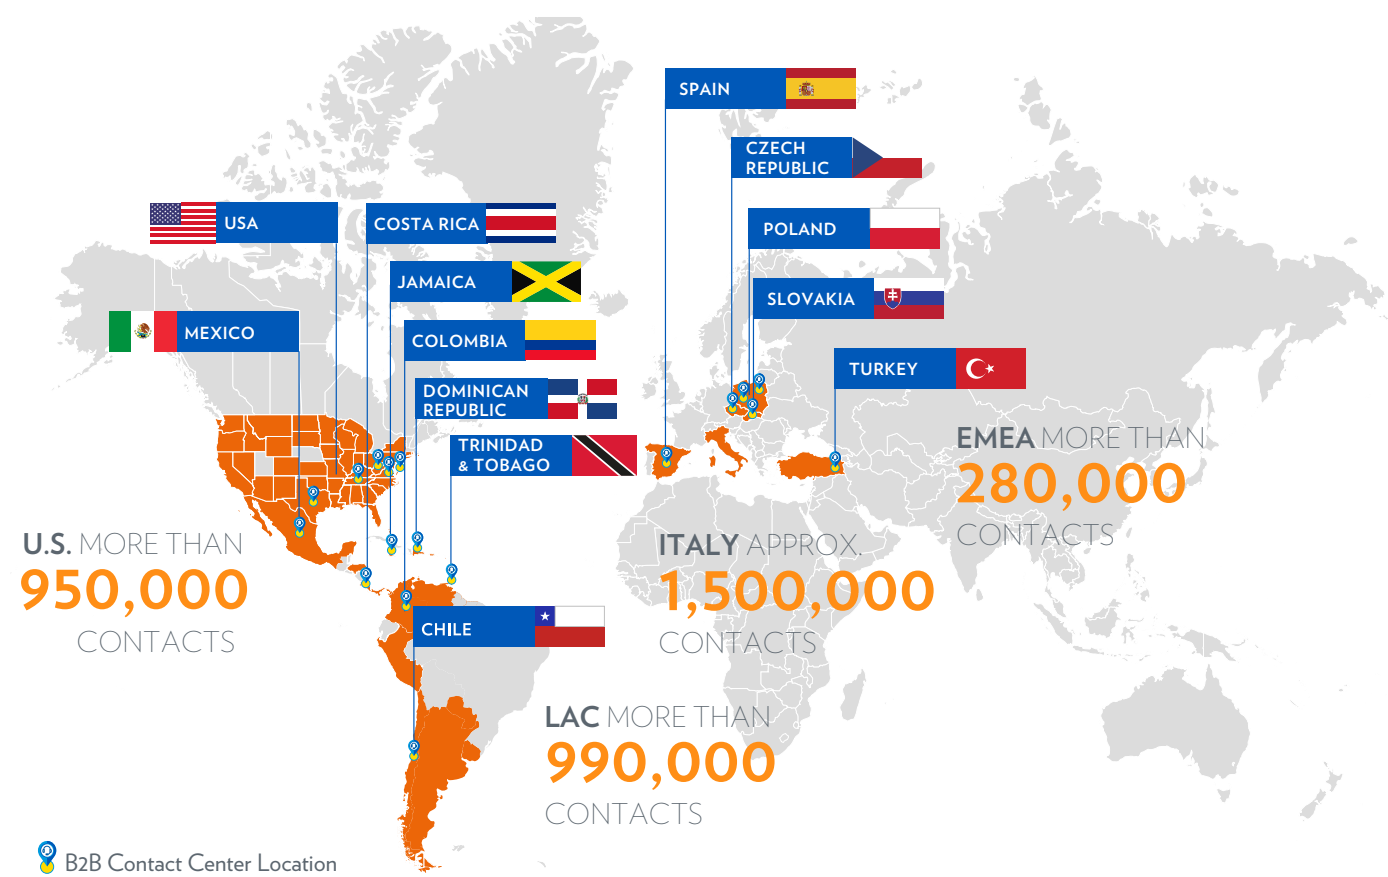 SPAIN
CZECH
REPUBLIC
USA
COSTA RICA
POLAND
JAMAICA
SLOVAKIA
MEXICO
COLOMBIA
TURKEY
DOMINICAN
REPUBLIC
TRINIDAD
& TOBAGO
EMEA MORE THAN
280,000
CONTACTS
U.S. MORE THAN
950,000
CONTACTS
ITALY APPROX.
1,500,000
CONTACTS
CHILE
LAC MORE THAN
990,000
CONTACTS
B2B Contact Center Location